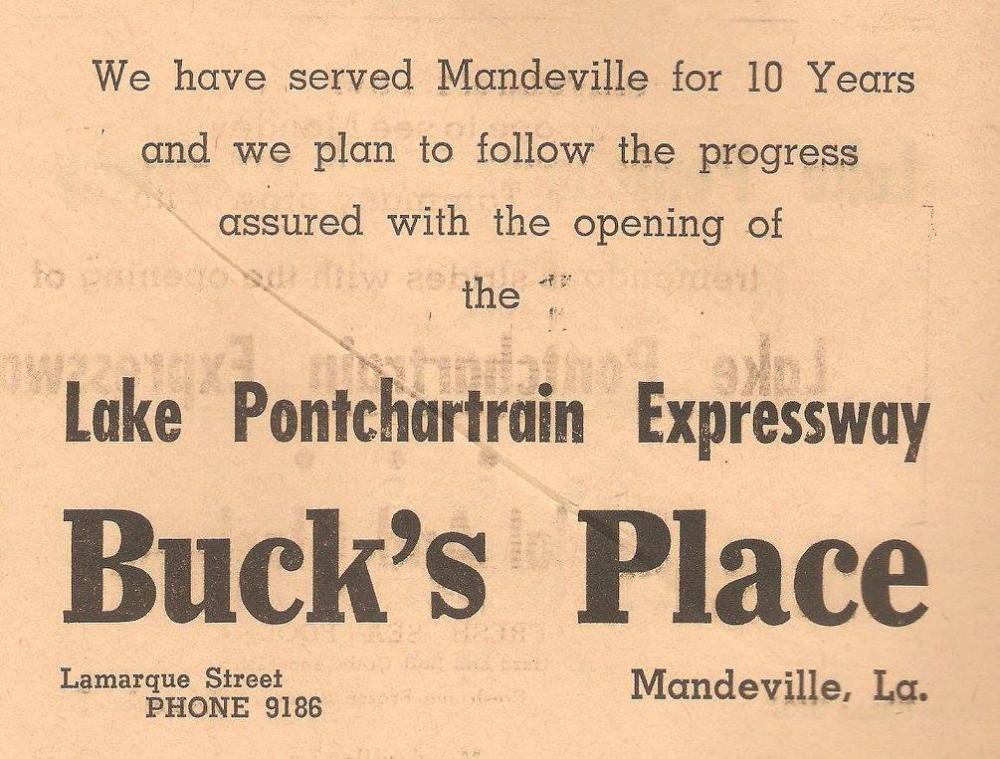 We have served Mandeville for 10 Years
and we plan to follow the progress
assured with the opening of
the
Lake Pontchartrain Expressway
Buck's Place
Lamarque Street
PHONE 9186
Mandeville, La.